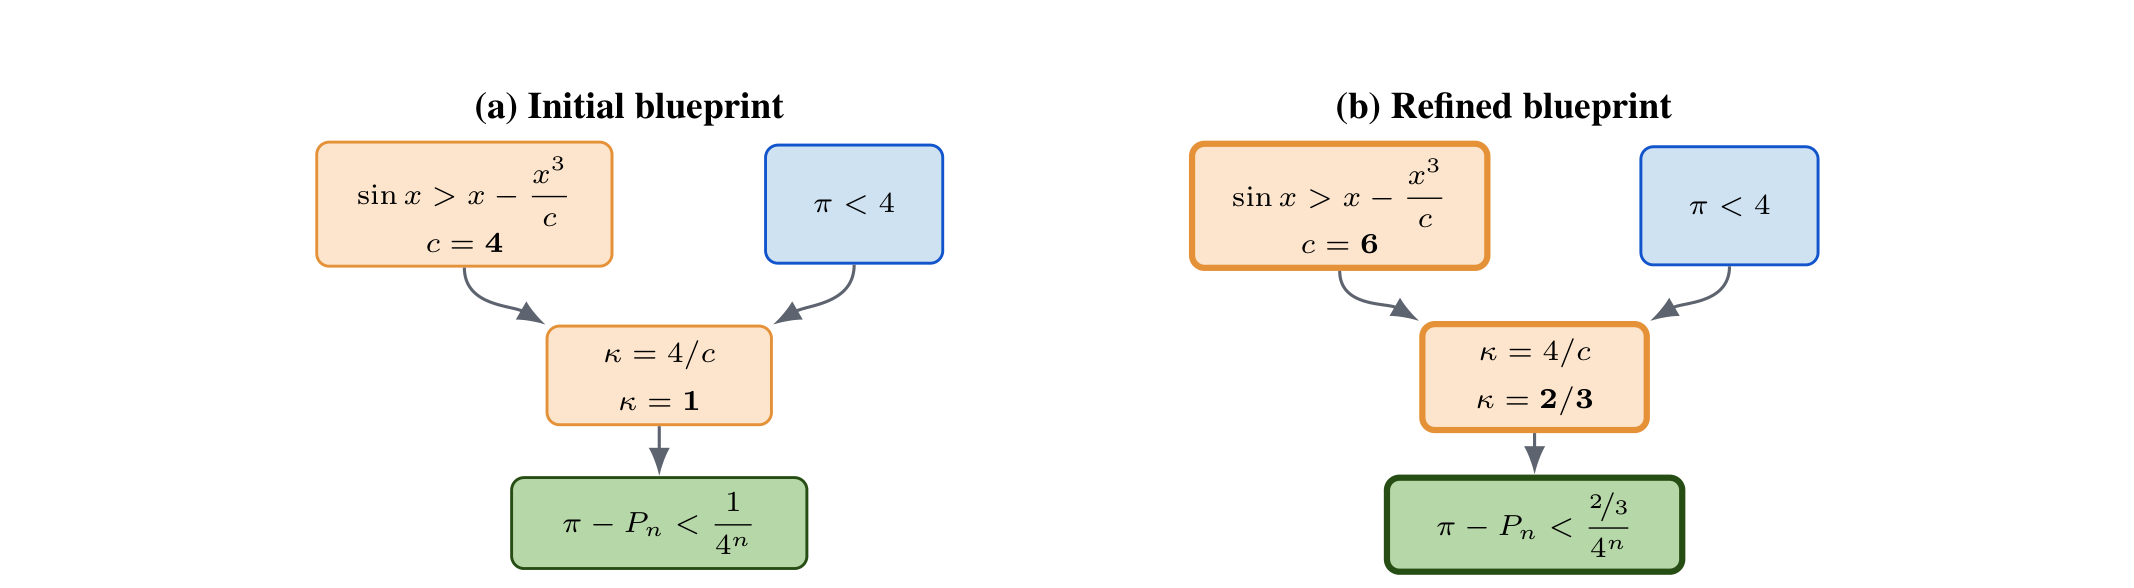 (a) Initial blueprint
sin x > x − x³/c
c = 4
π < 4
κ = 4/c
κ = 1
π − Pₙ < 1/4ⁿ
(b) Refined blueprint
sin x > x − x³/c
c = 6
π < 4
κ = 4/c
κ = 2/3
π − Pₙ < 2/3/4ⁿ